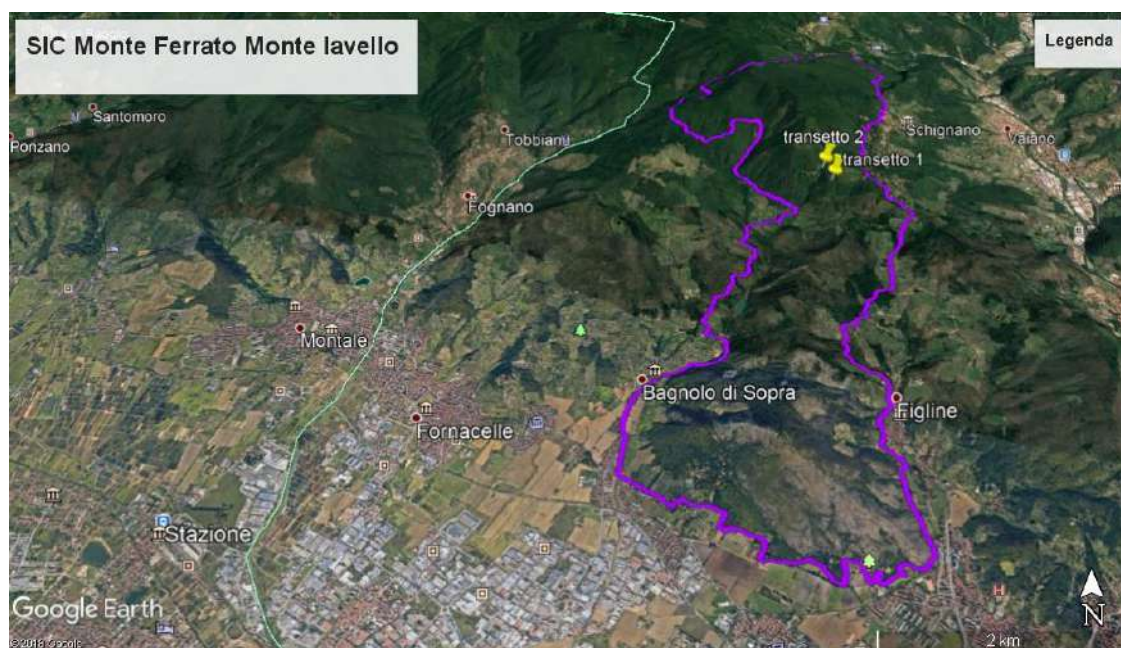 SIC Monte Ferrato Monte lavello
Legenda
Santomoro
Ponzano
Tobbiana
Schignano
Vaiano
transetto 2
transetto 1
Fognano
Montale
Bagnolo di Sopra
Figline
Fornacelle
Stazione
Google Earth
N
© 2018 Google
2 km